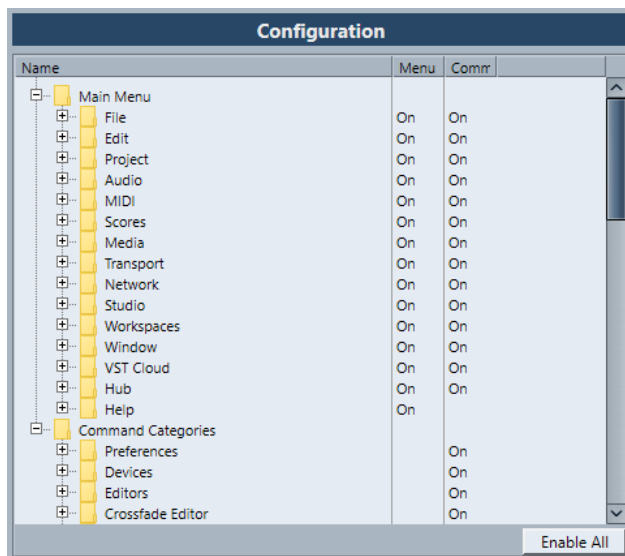 Configuration
Name Menu Comm
Main Menu
File On On
Edit On On
Project On On
Audio On On
MIDI On On
Scores On On
Media On On
Transport On On
Network On On
Studio On On
Workspaces On On
Window On On
VST Cloud On On
Hub On On
Help On
Command Categories
Preferences On
Devices On
Editors On
Crossfade Editor On
Enable All